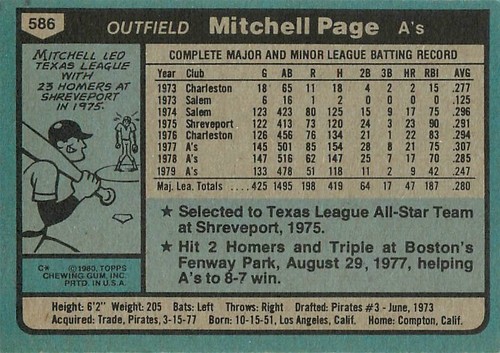 586
OUTFIELD Mitchell Page A's
MITCHELL LED
TEXAS LEAGUE
WITH
23 HOMERS AT
SHREVEPORT
IN 1975.
C* © 1980, TOPPS
CHEWING GUM, INC.
PRTD. IN U.S.A.
COMPLETE MAJOR AND MINOR LEAGUE BATTING RECORD
Year Club G AB R H 2B 3B HR RBI AVG
1973 Charleston 18 65 11 18 4 2 2 15 .277
1973 Salem 6 16 1 2 0 0 0 0 .125
1974 Salem 123 423 80 125 15 9 17 75 .296
1975 Shreveport 122 413 73 120 24 3 23 90 .291
1976 Charleston 126 456 76 134 21 1 22 83 .294
1977 A's 145 501 85 154 28 8 21 75 .307
1978 A's 147 516 62 147 25 7 17 70 .285
1979 A's 133 478 51 118 11 2 9 42 .247
Maj. Lea. Totals .... 425 1495 198 419 64 17 47 187 .280
★ Selected to Texas League All-Star Team
at Shreveport, 1975.
★ Hit 2 Homers and Triple at Boston's
Fenway Park, August 29, 1977, helping
A's to 8-7 win.
Height: 6'2" Weight: 205 Bats: Left Throws: Right Drafted: Pirates #3 - June, 1973
Acquired: Trade, Pirates, 3-15-77 Born: 10-15-51, Los Angeles, Calif. Home: Compton, Calif.